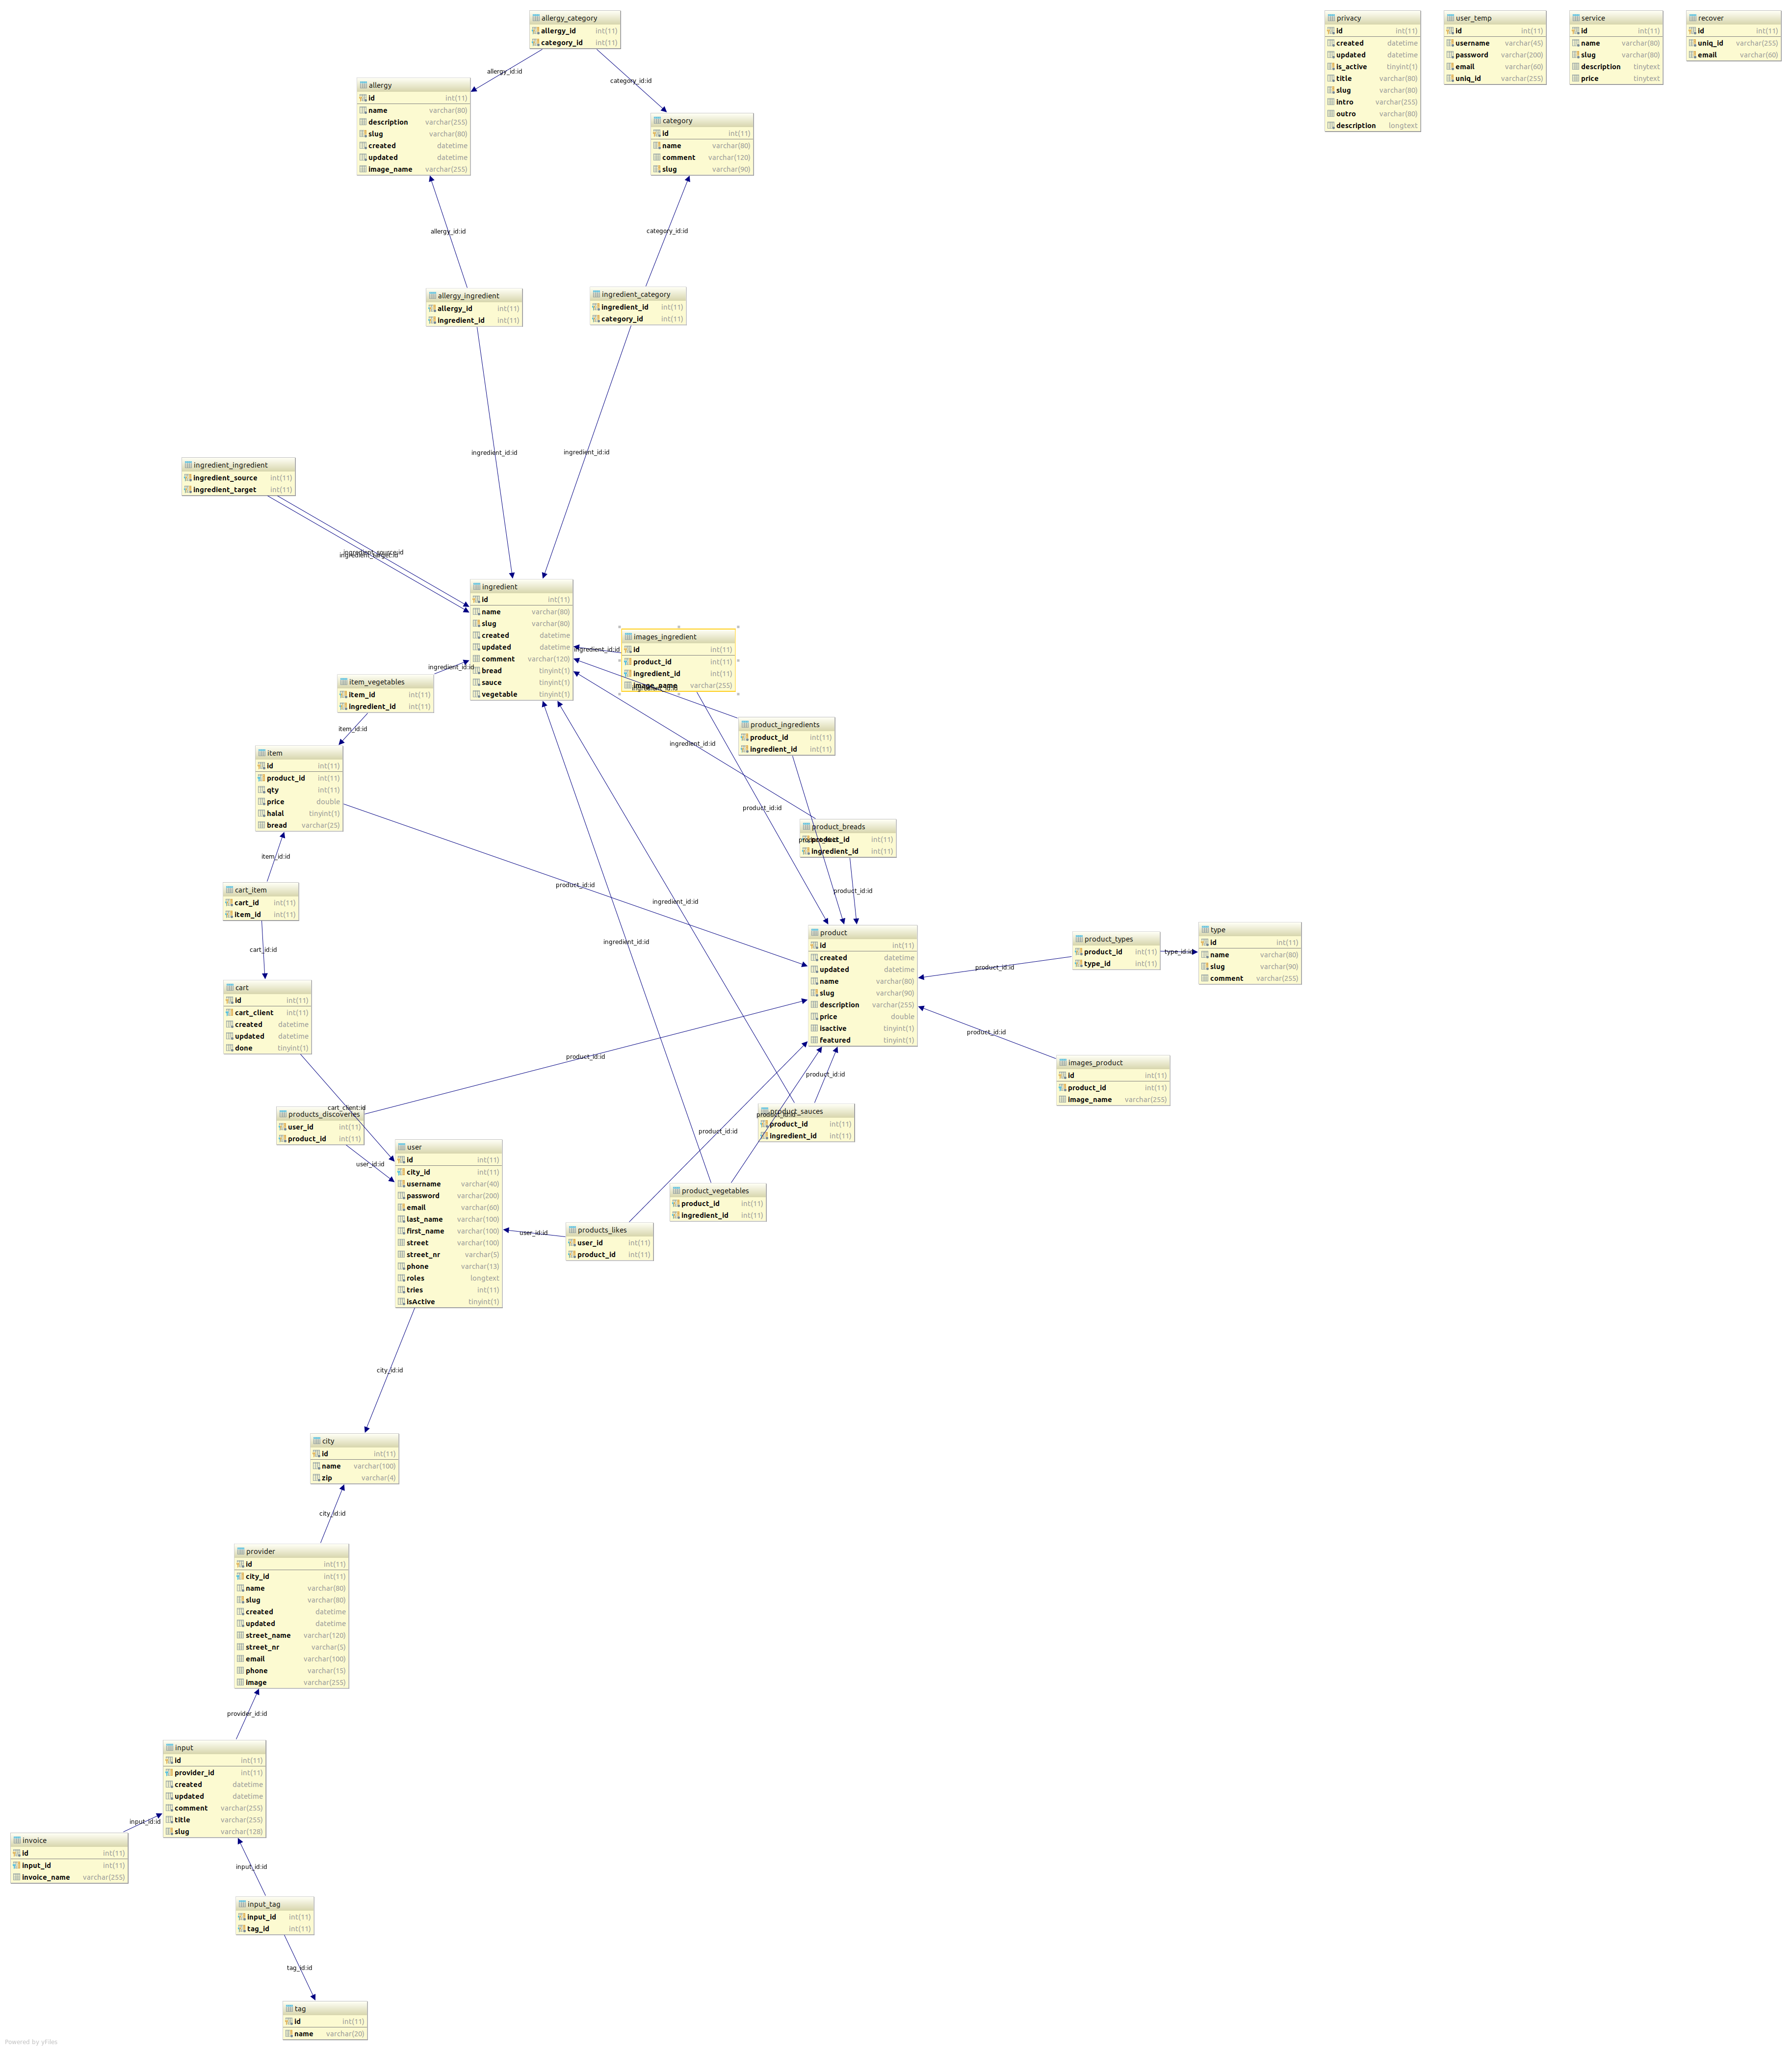 allergy_category
allergy_id int(11)
category_id int(11)
privacy
id int(11)
created datetime
updated datetime
is_active tinyint(1)
title varchar(80)
slug varchar(80)
intro varchar(255)
outro varchar(80)
description longtext
user_temp
id int(11)
username varchar(45)
password varchar(200)
email varchar(60)
uniq_id varchar(255)
service
id int(11)
name varchar(80)
slug varchar(80)
description tinytext
price tinytext
recover
id int(11)
uniq_id varchar(255)
email varchar(60)
allergy_id:id
category_id:id
allergy
id int(11)
name varchar(80)
description varchar(255)
slug varchar(80)
created datetime
updated datetime
image_name varchar(255)
category
id int(11)
name varchar(80)
comment varchar(120)
slug varchar(90)
allergy_id:id
category_id:id
allergy_ingredient
allergy_id int(11)
ingredient_id int(11)
ingredient_category
ingredient_id int(11)
category_id int(11)
ingredient_id:id
ingredient_id:id
ingredient_ingredient
ingredient_source int(11)
ingredient_target int(11)
ingredient_source:id
ingredient_target:id
ingredient
id int(11)
name varchar(80)
slug varchar(80)
created datetime
updated datetime
comment varchar(120)
bread tinyint(1)
sauce tinyint(1)
vegetable tinyint(1)
images_ingredient
id int(11)
product_id int(11)
ingredient_id int(11)
image_name varchar(255)
ingredient_id:id
ingredient_id:id
ingredient_id:id
item_vegetables
item_id int(11)
ingredient_id int(11)
item_id:id
product_ingredients
product_id int(11)
ingredient_id int(11)
ingredient_id:id
item
id int(11)
product_id int(11)
qty int(11)
price double
halal tinyint(1)
bread varchar(25)
product_id:id
product_breads
product_id int(11)
ingredient_id int(11)
item_id:id
product_id:id
product_id:id
cart_item
cart_id int(11)
item_id int(11)
ingredient_id:id
ingredient_id:id
cart_id:id
product
id int(11)
created datetime
updated datetime
name varchar(80)
slug varchar(90)
description varchar(255)
price double
isactive tinyint(1)
featured tinyint(1)
product_types
product_id int(11)
type_id int(11)
type_id:id
type
id int(11)
name varchar(80)
slug varchar(90)
comment varchar(255)
product_id:id
cart
id int(11)
cart_client int(11)
created datetime
updated datetime
done tinyint(1)
product_id:id
images_product
id int(11)
product_id int(11)
image_name varchar(255)
product_id:id
product_id:id
cart_client:id
products_discoveries
user_id int(11)
product_id int(11)
product_sauces
product_id int(11)
ingredient_id int(11)
product_id:id
product_id:id
user_id:id
user
id int(11)
city_id int(11)
username varchar(40)
password varchar(200)
email varchar(60)
last_name varchar(100)
first_name varchar(100)
street varchar(100)
street_nr varchar(5)
phone varchar(13)
roles longtext
tries int(11)
isActive tinyint(1)
product_vegetables
product_id int(11)
ingredient_id int(11)
products_likes
user_id int(11)
product_id int(11)
user_id:id
city_id:id
city
id int(11)
name varchar(100)
zip varchar(4)
city_id:id
provider
id int(11)
city_id int(11)
name varchar(80)
slug varchar(80)
created datetime
updated datetime
street_name varchar(120)
street_nr varchar(5)
email varchar(100)
phone varchar(15)
image varchar(255)
provider_id:id
input
id int(11)
provider_id int(11)
created datetime
updated datetime
comment varchar(255)
title varchar(255)
slug varchar(128)
input_id:id
invoice
id int(11)
input_id int(11)
invoice_name varchar(255)
input_id:id
input_tag
input_id int(11)
tag_id int(11)
tag_id:id
tag
id int(11)
name varchar(20)
Powered by yFiles